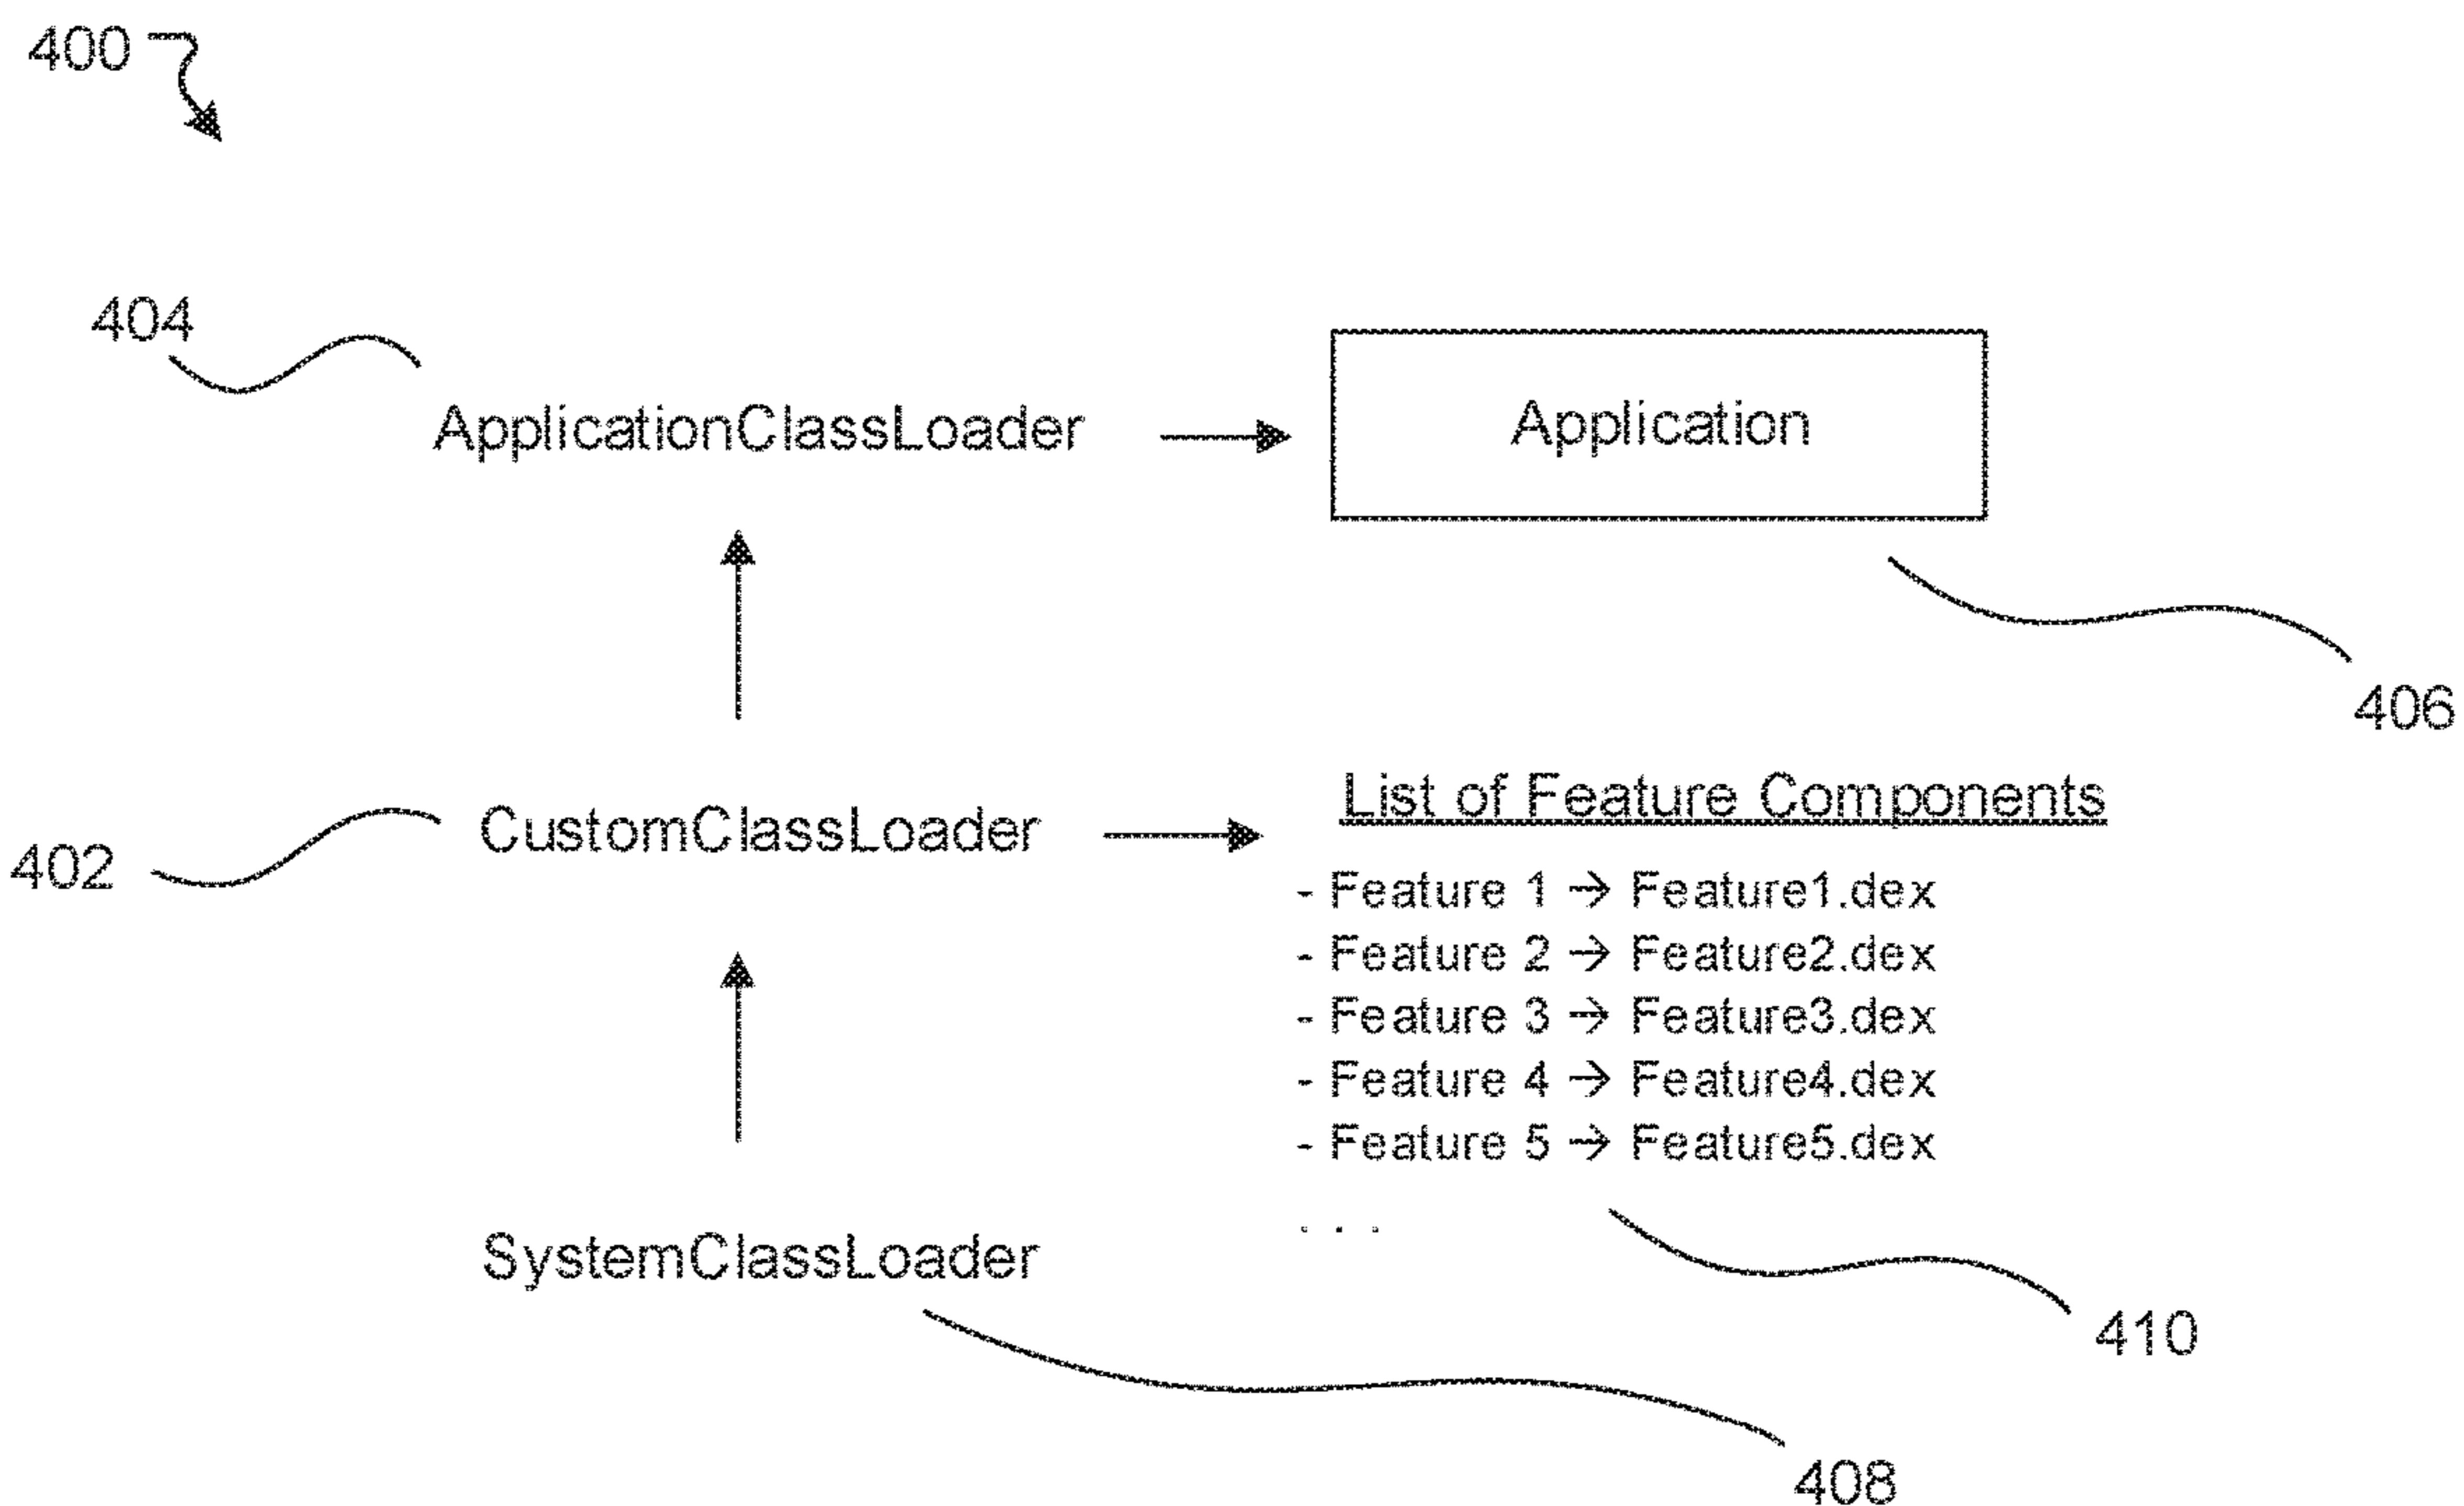 400
404
ApplicationClassLoader
Application
406
List of Feature Components
402
CustomClassLoader
- Feature 1 → Feature1.dex
- Feature 2 → Feature2.dex
- Feature 3 → Feature3.dex
- Feature 4 → Feature4.dex
- Feature 5 → Feature5.dex
. . .
SystemClassLoader
410
408